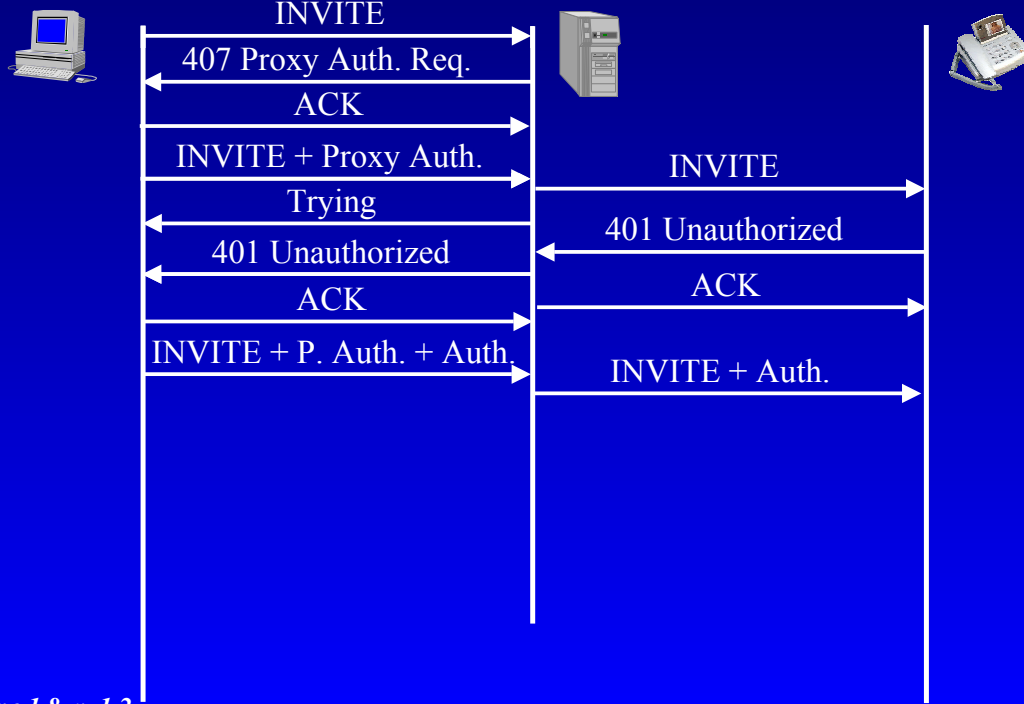 INVITE
407 Proxy Auth. Req.
ACK
INVITE + Proxy Auth.
INVITE
Trying
401 Unauthorized
401 Unauthorized
ACK
ACK
INVITE + P. Auth. + Auth.
INVITE + Auth.